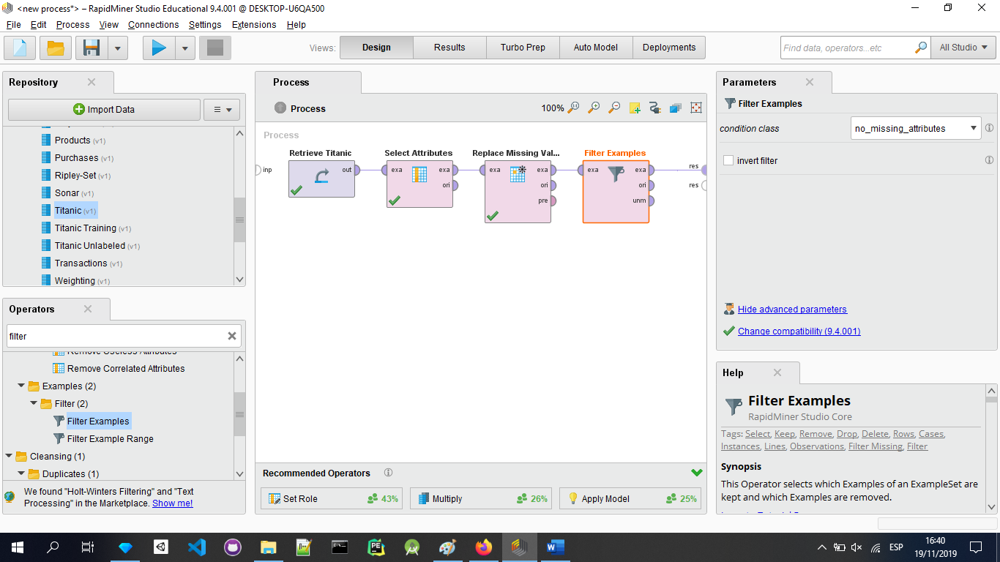 <new process*> – RapidMiner Studio Educational 9.4.001 @ DESKTOP-U6QA500
File Edit Process View Connections Settings Extensions Help
Views: Design Results Turbo Prep Auto Model Deployments
Find data, operators...etc
All Studio
Repository
Import Data
Products (v1)
Purchases (v1)
Ripley-Set (v1)
Sonar (v1)
Titanic (v1)
Titanic Training (v1)
Titanic Unlabeled (v1)
Transactions (v1)
Weighting (v1)
Operators
filter
Remove Useless Attributes
Remove Correlated Attributes
Examples (2)
Filter (2)
Filter Examples
Filter Example Range
Cleansing (1)
Duplicates (1)
We found "Holt-Winters Filtering" and "Text
Processing" in the Marketplace. Show me!
Process
Process
100%
Process
inp
Retrieve Titanic
out
Select Attributes
exa exa
ori
Replace Missing Val...
exa exa
ori
pre
Filter Examples
exa exa
ori
unm
res
res
Recommended Operators
Set Role 43%
Multiply 26%
Apply Model 25%
Parameters
Filter Examples
condition class no_missing_attributes
invert filter
Hide advanced parameters
Change compatibility (9.4.001)
Help
Filter Examples
RapidMiner Studio Core
Tags: Select, Keep, Remove, Drop, Delete, Rows, Cases,
Instances, Lines, Observations, Filter Missing, Filter
Synopsis
This Operator selects which Examples of an ExampleSet are
kept and which Examples are removed.
ESP
16:40
19/11/2019